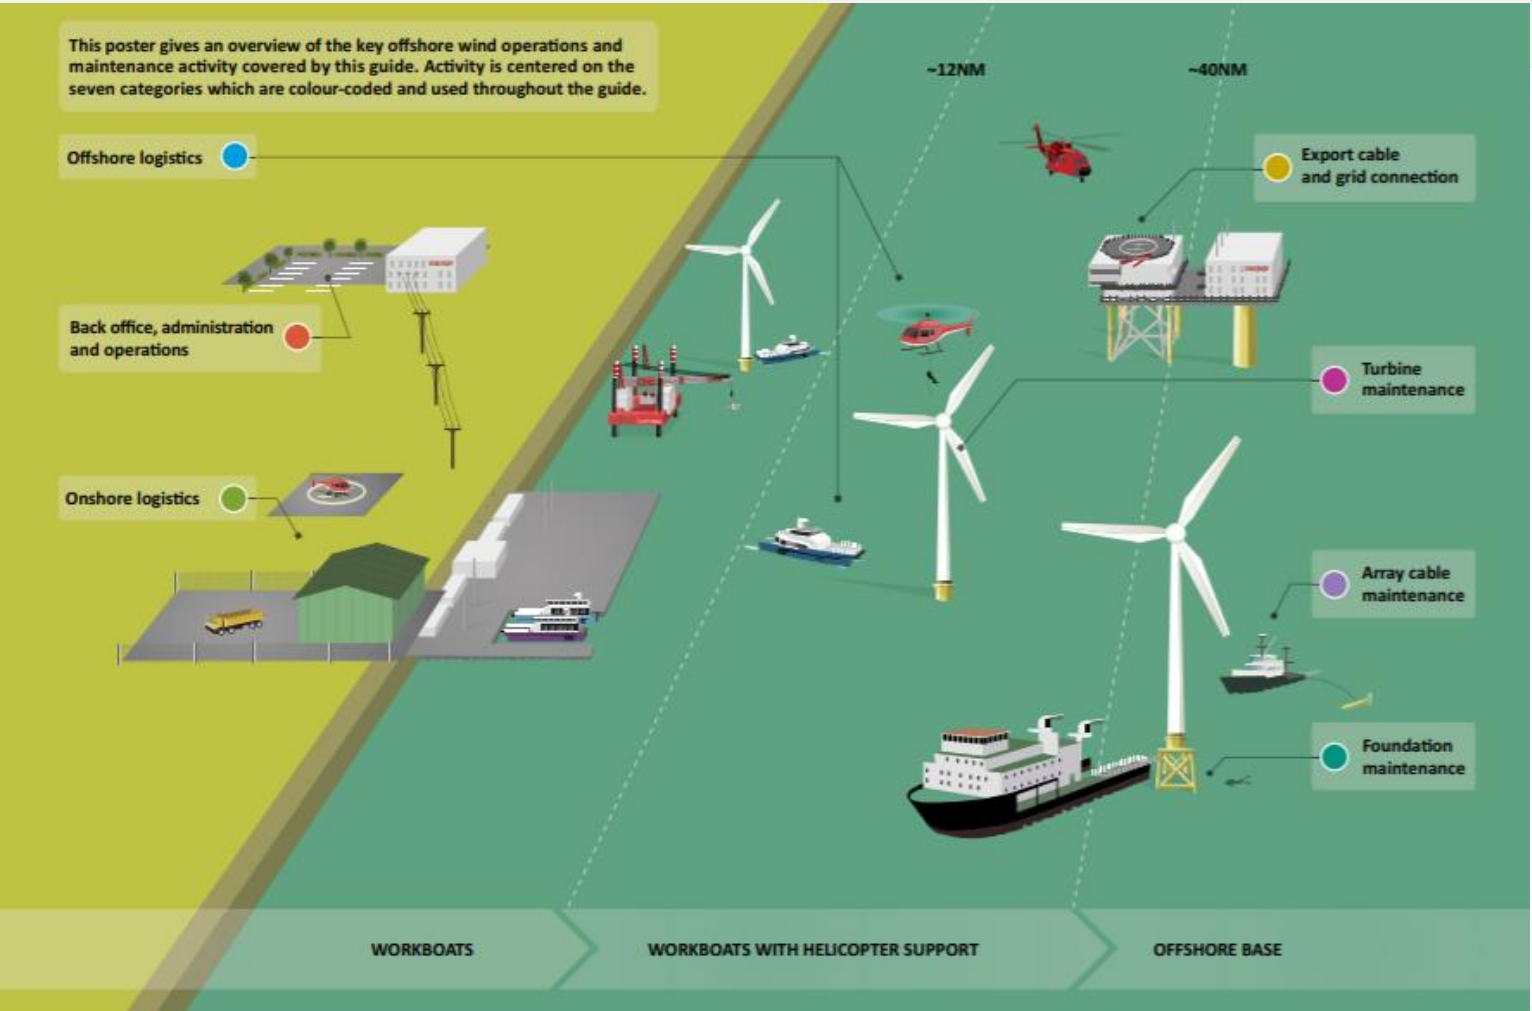 This poster gives an overview of the key offshore wind operations and
maintenance activity covered by this guide. Activity is centered on the
seven categories which are colour-coded and used throughout the guide.
~12NM
~40NM
Offshore logistics
Export cable
and grid connection
Back office, administration
and operations
Turbine
maintenance
Onshore logistics
Array cable
maintenance
Foundation
maintenance
WORKBOATS
WORKBOATS WITH HELICOPTER SUPPORT
OFFSHORE BASE